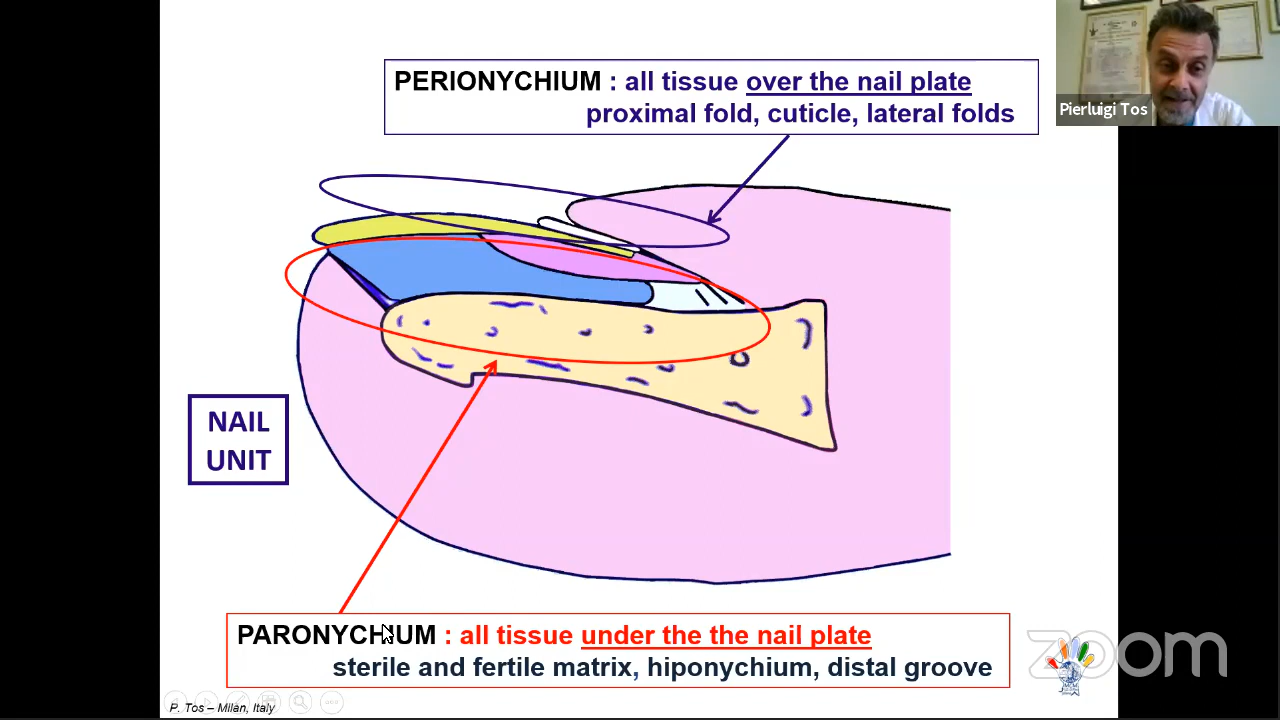 PERIONYCHIUM : all tissue over the nail plate
proximal fold, cuticle, lateral folds
Pierluigi Tos
NAIL
UNIT
PARONYCHIUM : all tissue under the the nail plate
sterile and fertile matrix, hiponychium, distal groove
zoom
P. Tos – Milan, Italy